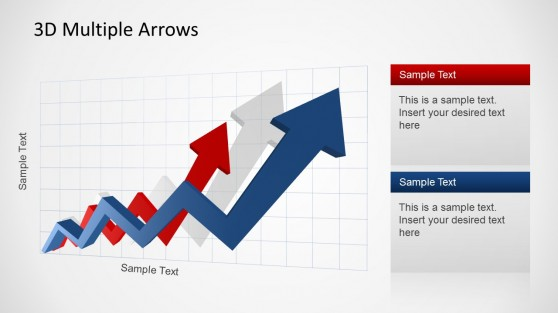 3D Multiple Arrows
Sample Text
Sample Text
Sample Text
This is a sample text.
Insert your desired text
here
Sample Text
This is a sample text.
Insert your desired text
here